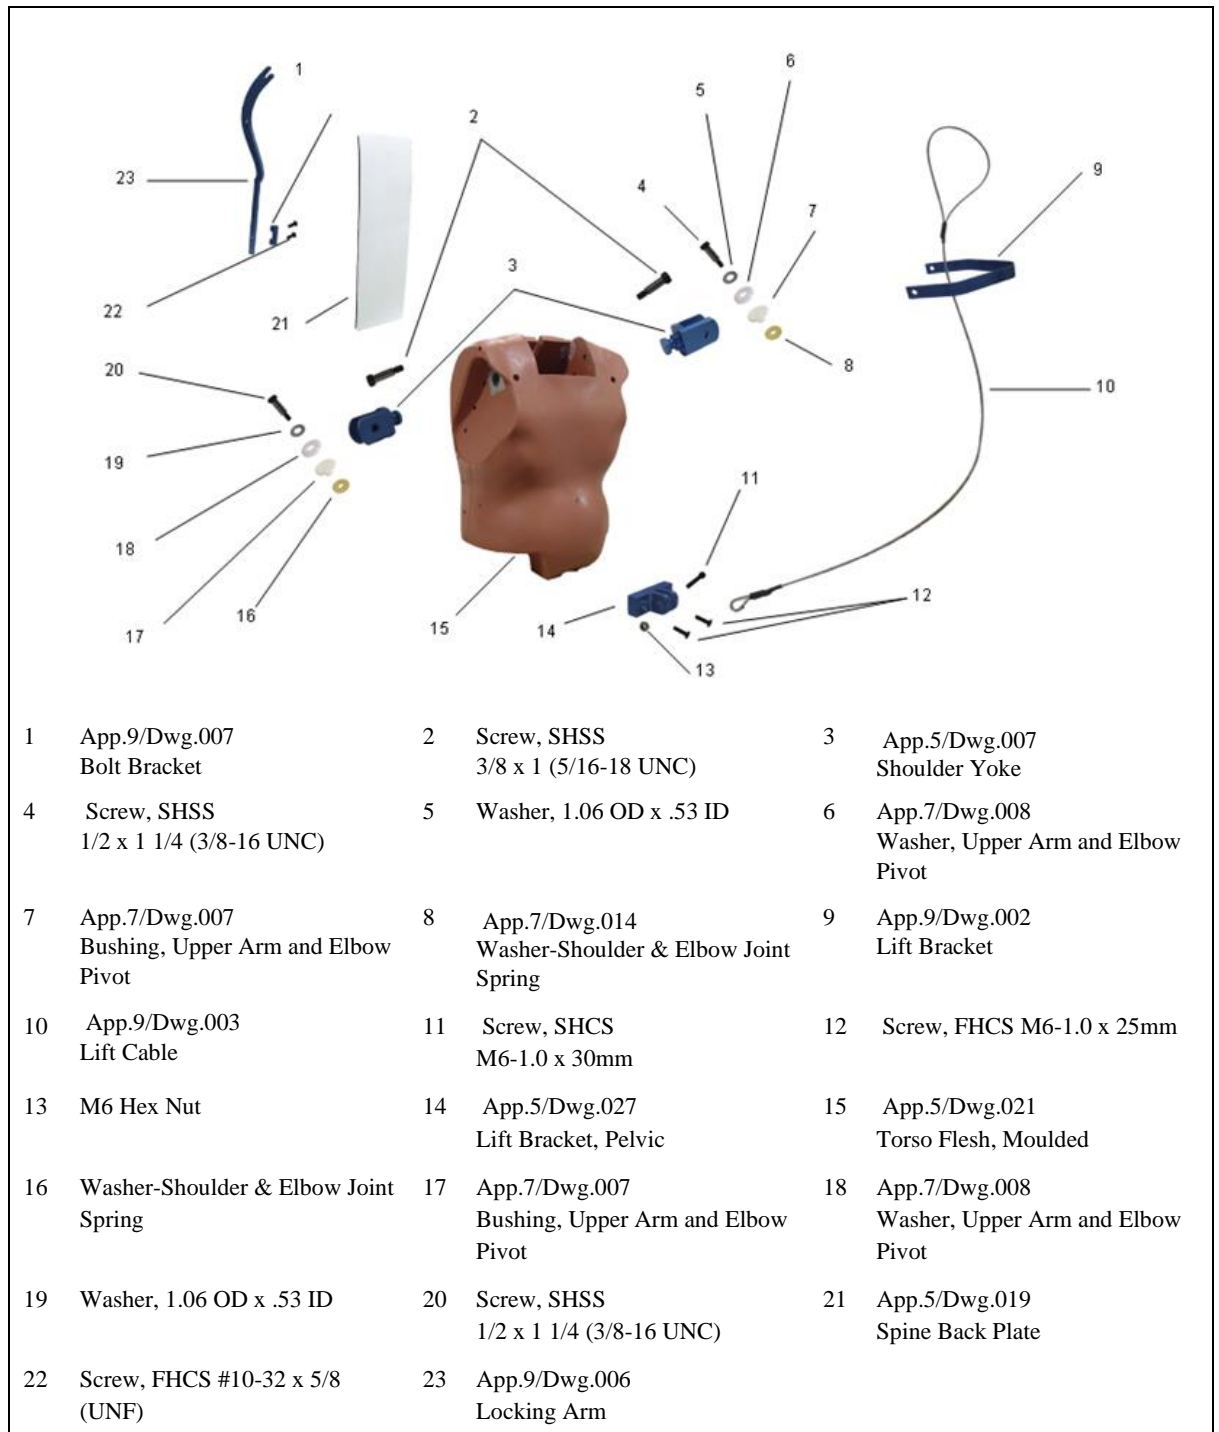 1
6
5
2
4
9
23
7
3
22
21
20
8
10
19
11
18
12
16
15
14
17
13
1 App.9/Dwg.007 2 Screw, SHSS 3 App.5/Dwg.007
Bolt Bracket 3/8 x 1 (5/16-18 UNC) Shoulder Yoke
4 Screw, SHSS 5 Washer, 1.06 OD x .53 ID 6 App.7/Dwg.008
1/2 x 1 1/4 (3/8-16 UNC) Washer, Upper Arm and Elbow
Pivot
7 App.7/Dwg.007 8 App.7/Dwg.014 9 App.9/Dwg.002
Bushing, Upper Arm and Elbow Washer-Shoulder & Elbow Joint Lift Bracket
Pivot Spring
10 App.9/Dwg.003 11 Screw, SHCS 12 Screw, FHCS M6-1.0 x 25mm
Lift Cable M6-1.0 x 30mm
13 M6 Hex Nut 14 App.5/Dwg.027 15 App.5/Dwg.021
Lift Bracket, Pelvic Torso Flesh, Moulded
16 Washer-Shoulder & Elbow Joint 17 App.7/Dwg.007 18 App.7/Dwg.008
Spring Bushing, Upper Arm and Elbow Washer, Upper Arm and Elbow
Pivot Pivot
19 Washer, 1.06 OD x .53 ID 20 Screw, SHSS 21 App.5/Dwg.019
1/2 x 1 1/4 (3/8-16 UNC) Spine Back Plate
22 Screw, FHCS #10-32 x 5/8 23 App.9/Dwg.006
(UNF) Locking Arm